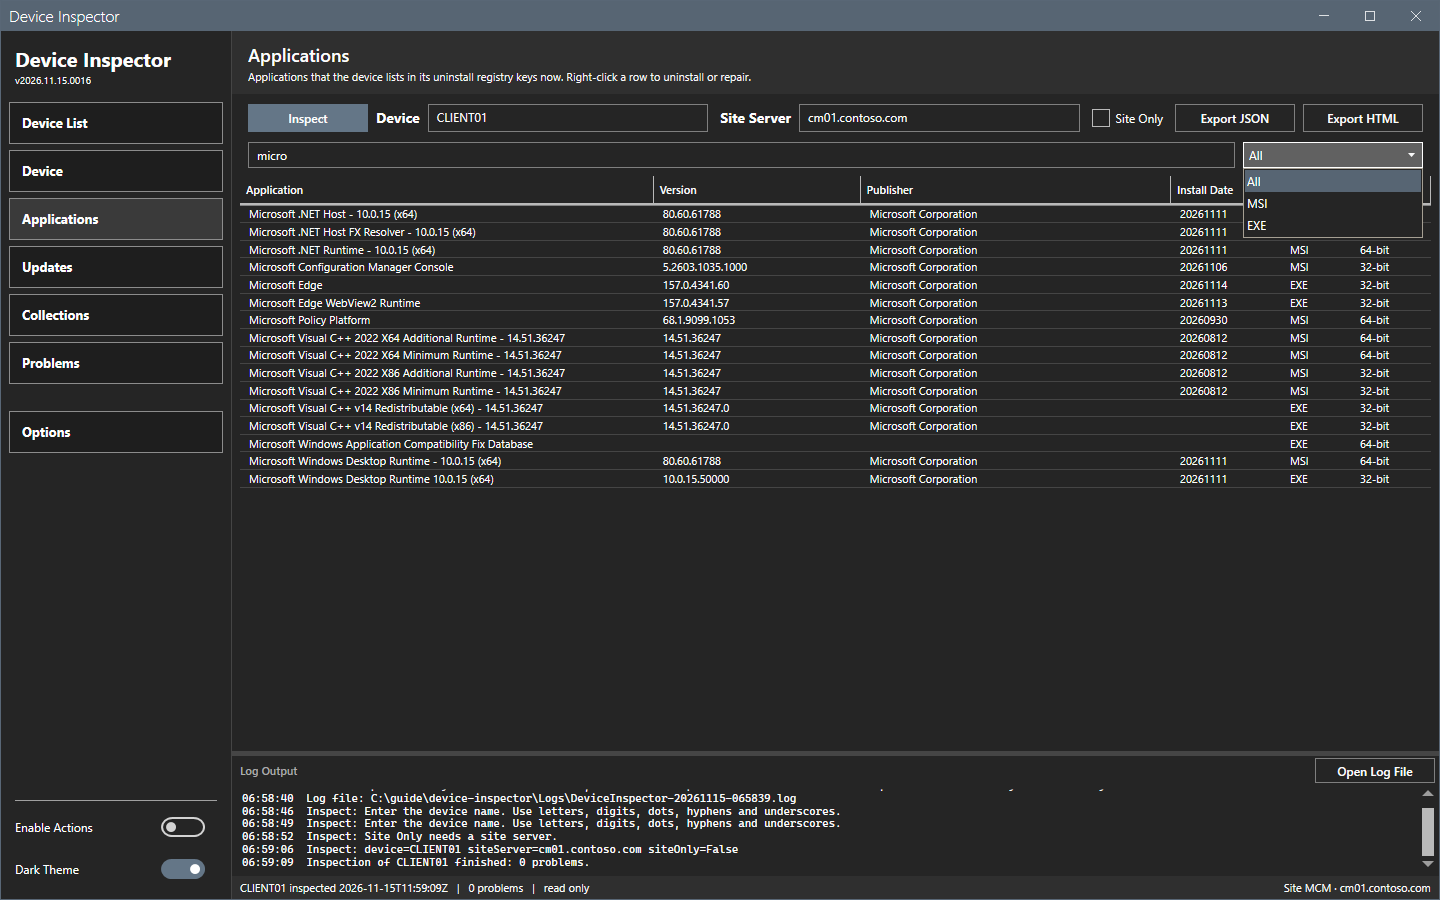 Device Inspector
Device Inspector
v2026.11.15.0016
Device List
Device
Applications
Updates
Collections
Problems
Options
Enable Actions
Dark Theme
Applications
Applications that the device lists in its uninstall registry keys now. Right-click a row to uninstall or repair.
Inspect Device CLIENT01 Site Server cm01.contoso.com Site Only Export JSON Export HTML
micro All
All
MSI
EXE
Application Version Publisher Install Date
Microsoft .NET Host - 10.0.15 (x64) 80.60.61788 Microsoft Corporation 20261111
Microsoft .NET Host FX Resolver - 10.0.15 (x64) 80.60.61788 Microsoft Corporation 20261111
Microsoft .NET Runtime - 10.0.15 (x64) 80.60.61788 Microsoft Corporation 20261111 MSI 64-bit
Microsoft Configuration Manager Console 5.2603.1035.1000 Microsoft Corporation 20261106 MSI 32-bit
Microsoft Edge 157.0.4341.60 Microsoft Corporation 20261114 EXE 32-bit
Microsoft Edge WebView2 Runtime 157.0.4341.57 Microsoft Corporation 20261113 EXE 32-bit
Microsoft Policy Platform 68.1.9099.1053 Microsoft Corporation 20260930 MSI 64-bit
Microsoft Visual C++ 2022 X64 Additional Runtime - 14.51.36247 14.51.36247 Microsoft Corporation 20260812 MSI 64-bit
Microsoft Visual C++ 2022 X64 Minimum Runtime - 14.51.36247 14.51.36247 Microsoft Corporation 20260812 MSI 64-bit
Microsoft Visual C++ 2022 X86 Additional Runtime - 14.51.36247 14.51.36247 Microsoft Corporation 20260812 MSI 32-bit
Microsoft Visual C++ 2022 X86 Minimum Runtime - 14.51.36247 14.51.36247 Microsoft Corporation 20260812 MSI 32-bit
Microsoft Visual C++ v14 Redistributable (x64) - 14.51.36247 14.51.36247.0 Microsoft Corporation EXE 32-bit
Microsoft Visual C++ v14 Redistributable (x86) - 14.51.36247 14.51.36247.0 Microsoft Corporation EXE 32-bit
Microsoft Windows Application Compatibility Fix Database EXE 64-bit
Microsoft Windows Desktop Runtime - 10.0.15 (x64) 80.60.61788 Microsoft Corporation 20261111 MSI 64-bit
Microsoft Windows Desktop Runtime 10.0.15 (x64) 10.0.15.50000 Microsoft Corporation 20261111 EXE 32-bit
Log Output Open Log File
06:58:40 Log file: C:\guide\device-inspector\Logs\DeviceInspector-20261115-065839.log
06:58:46 Inspect: Enter the device name. Use letters, digits, dots, hyphens and underscores.
06:58:49 Inspect: Enter the device name. Use letters, digits, dots, hyphens and underscores.
06:58:52 Inspect: Site Only needs a site server.
06:59:06 Inspect: device=CLIENT01 siteServer=cm01.contoso.com siteOnly=False
06:59:09 Inspection of CLIENT01 finished: 0 problems.
CLIENT01 inspected 2026-11-15T11:59:09Z | 0 problems | read only Site MCM · cm01.contoso.com